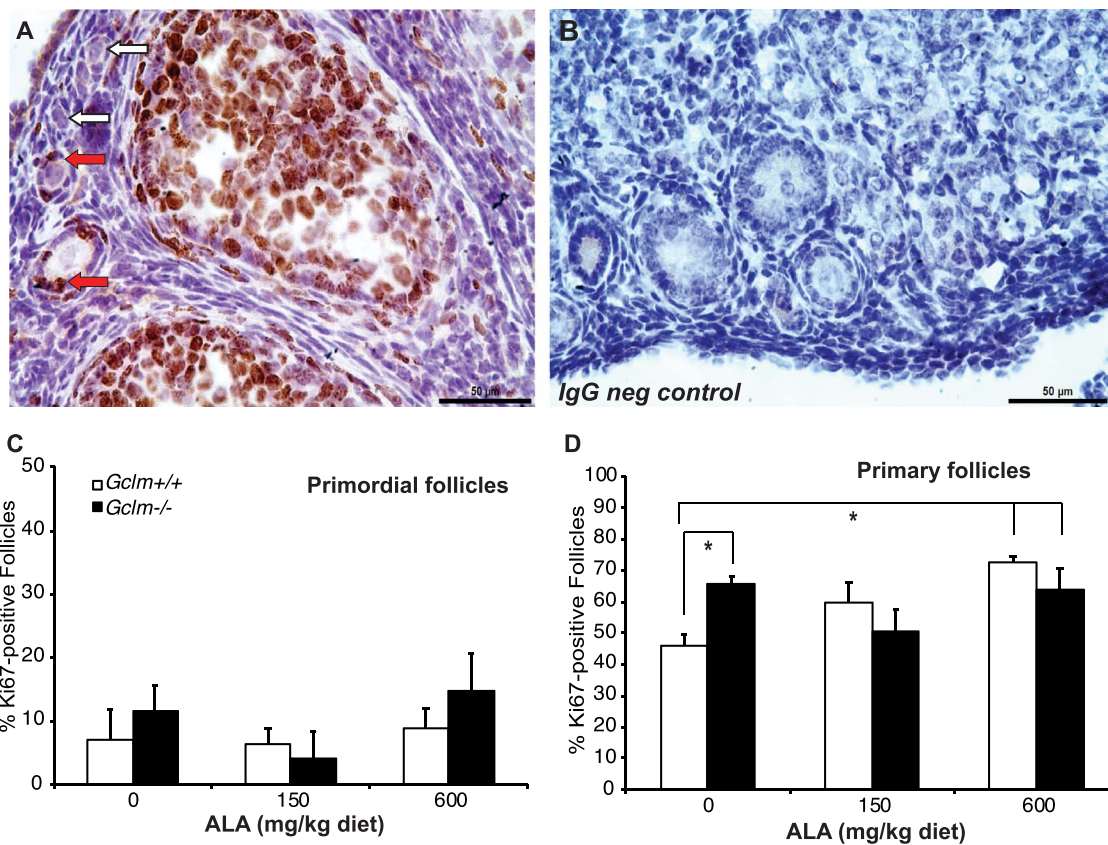 A
50 µm
B
IgG neg control
50 µm
C
50
40
30
20
10
0
% Ki67-positive Follicles
Gclm+/+
Gclm-/-
Primordial follicles
0 150 600
ALA (mg/kg diet)
D
100
90
80
70
60
50
40
30
20
10
0
% Ki67-positive Follicles
Primary follicles
*
*
0 150 600
ALA (mg/kg diet)